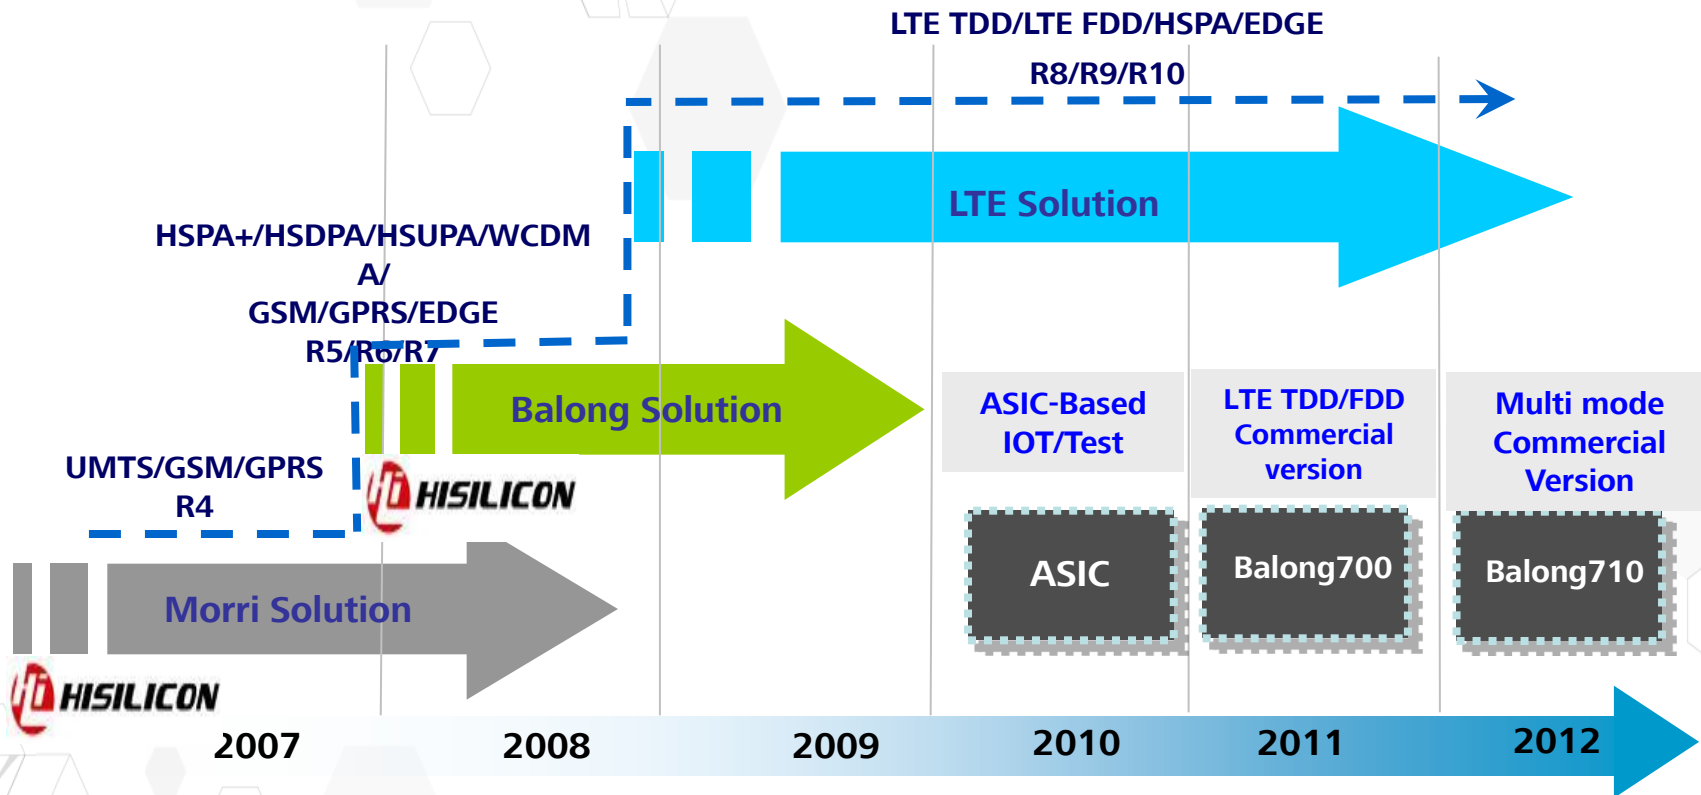 LTE TDD/LTE FDD/HSPA/EDGE
R8/R9/R10
LTE Solution
HSPA+/HSDPA/HSUPA/WCDM
A/
GSM/GPRS/EDGE
R5/R6/R7
Balong Solution
HISILICON
UMTS/GSM/GPRS
R4
Morri Solution
HISILICON
ASIC-Based
IOT/Test
LTE TDD/FDD
Commercial
version
Multi mode
Commercial
Version
ASIC
Balong700
Balong710
2007
2008
2009
2010
2011
2012